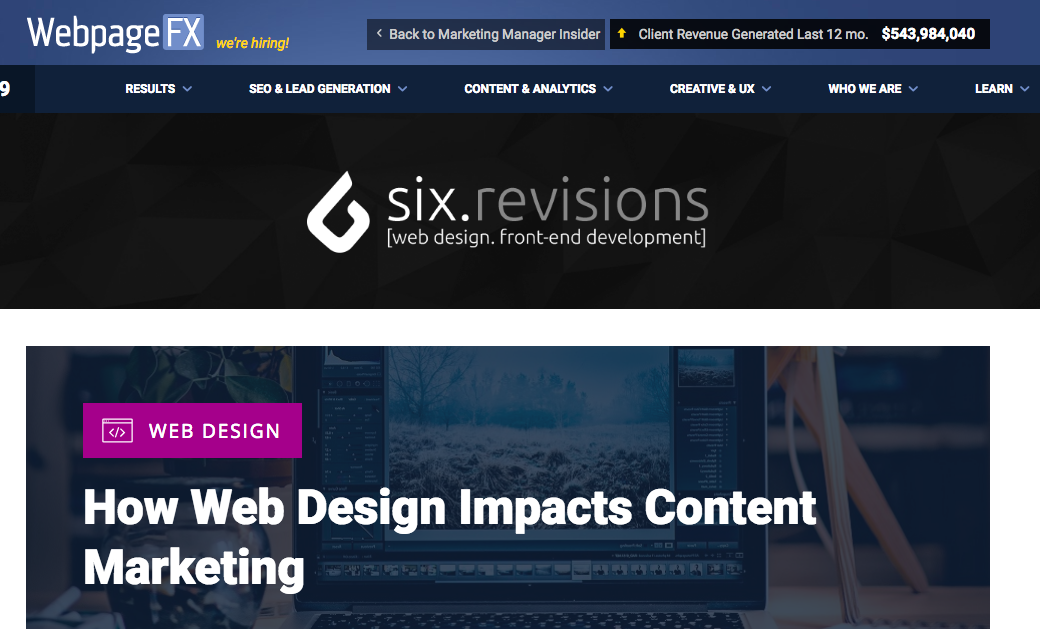 WebpageFX we're hiring!
Back to Marketing Manager Insider
Client Revenue Generated Last 12 mo. $543,984,040
9
RESULTS
SEO & LEAD GENERATION
CONTENT & ANALYTICS
CREATIVE & UX
WHO WE ARE
LEARN
six.revisions
[web design. front-end development]
</> WEB DESIGN
How Web Design Impacts Content
Marketing